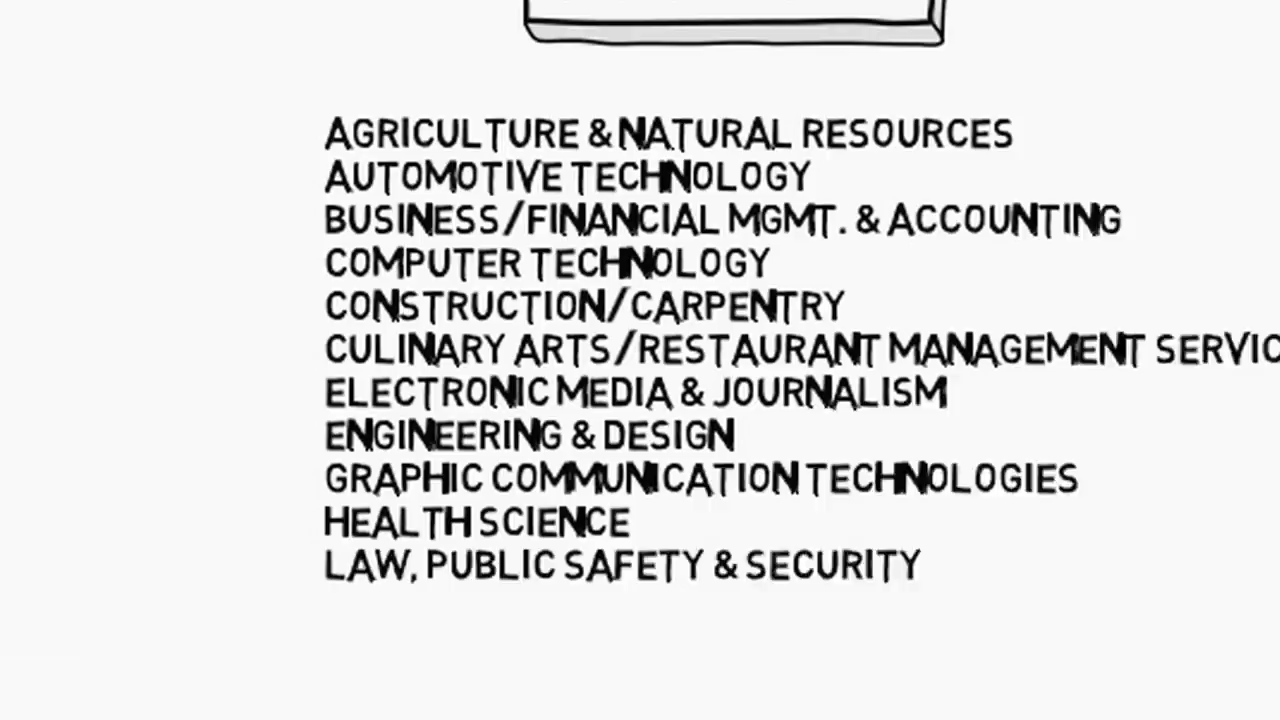 AGRICULTURE & NATURAL RESOURCES
AUTOMOTIVE TECHNOLOGY
BUSINESS/FINANCIAL MGMT. & ACCOUNTING
COMPUTER TECHNOLOGY
CONSTRUCTION/CARPENTRY
CULINARY ARTS/RESTAURANT MANAGEMENT
ELECTRONIC MEDIA & JOURNALISM
ENGINEERING & DESIGN
GRAPHIC COMMUNICATION TECHNOLOGIES
HEALTH SCIENCE
LAW, PUBLIC SAFETY & SECURITY